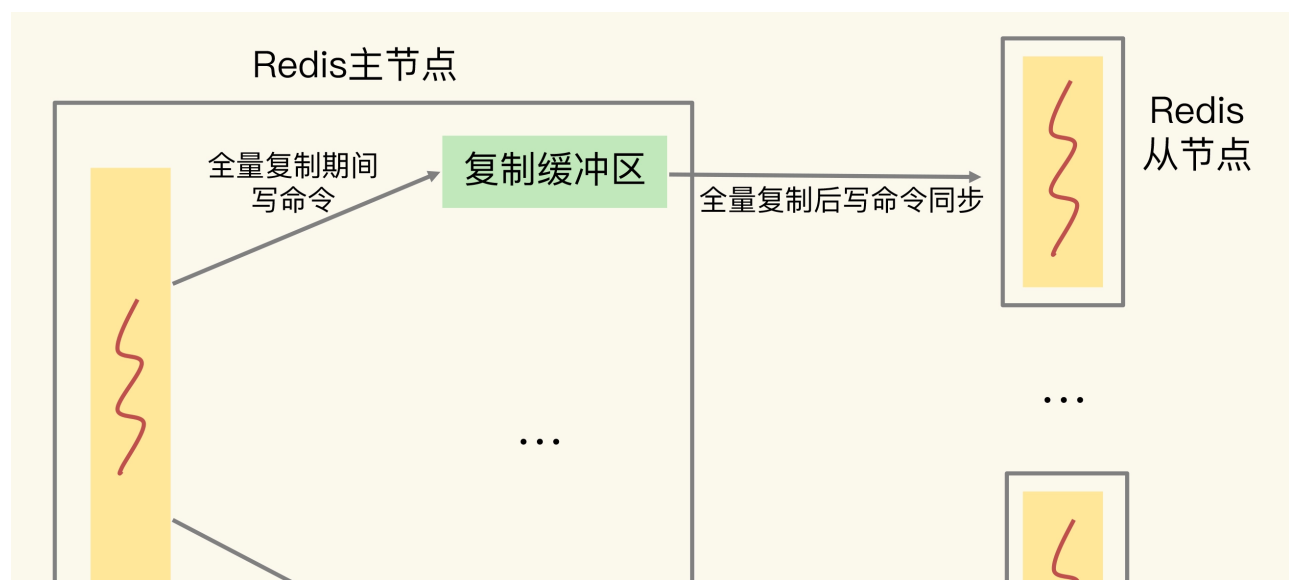 Redis主节点
全量复制期间
写命令
复制缓冲区
全量复制后写命令同步
Redis
从节点
...
...